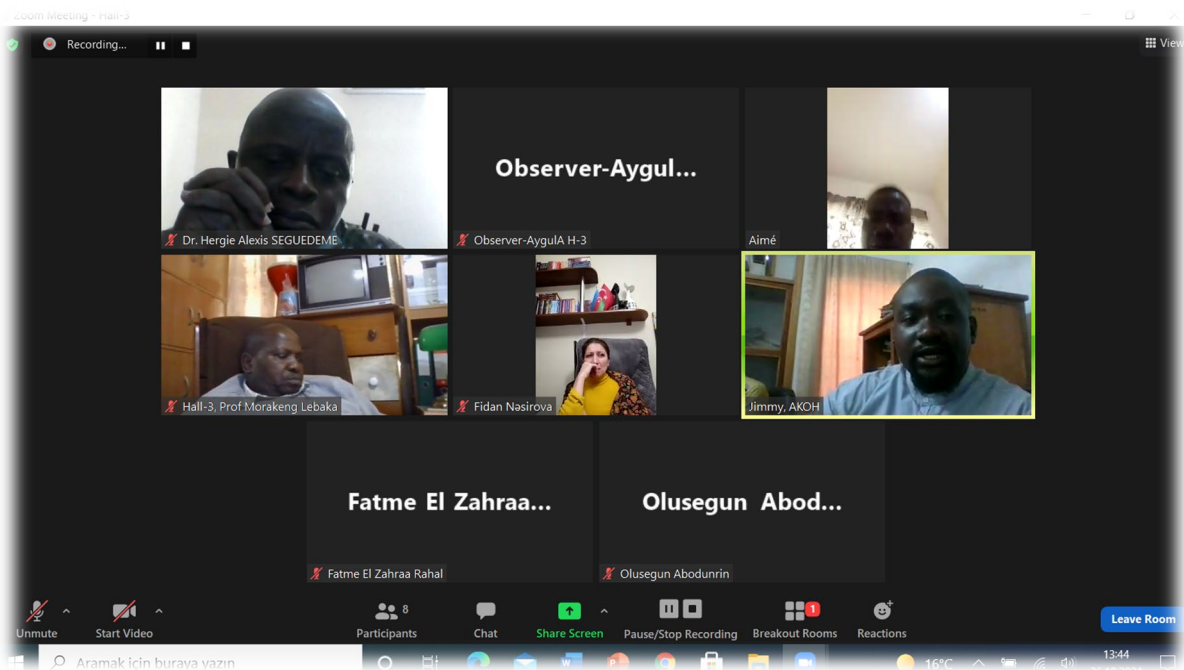 Zoom Meeting - Hall-3
Recording...
View
Observer-Aygul...
Dr. Hergie Alexis SEGUEDEME
Observer-AygulA H-3
Aimé
Hall-3, Prof Morakeng Lebaka
Fidan Nəsirova
Jimmy, AKOH
Fatme El Zahraa...
Olusegun Abod...
Fatme El Zahraa Rahal
Olusegun Abodunrin
8
1
Unmute
Start Video
Participants
Chat
Share Screen
Pause/Stop Recording
Breakout Rooms
Reactions
Leave Room
Aramak için buraya yazın
16°C
13:44